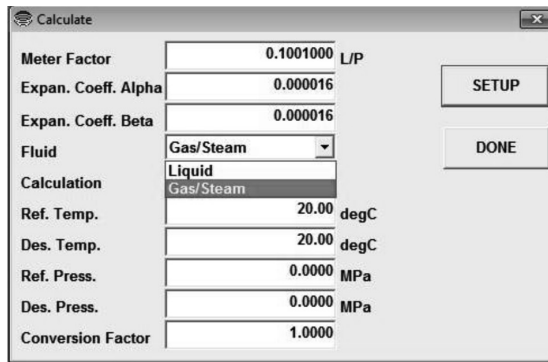 Calculate
Meter Factor 0.1001000 L/P
Expan. Coeff. Alpha 0.000016
SETUP
Expan. Coeff. Beta 0.000016
Fluid Gas/Steam
DONE
Liquid
Calculation Gas/Steam
Ref. Temp. 20.00 degC
Des. Temp. 20.00 degC
Ref. Press. 0.0000 MPa
Des. Press. 0.0000 MPa
Conversion Factor 1.0000